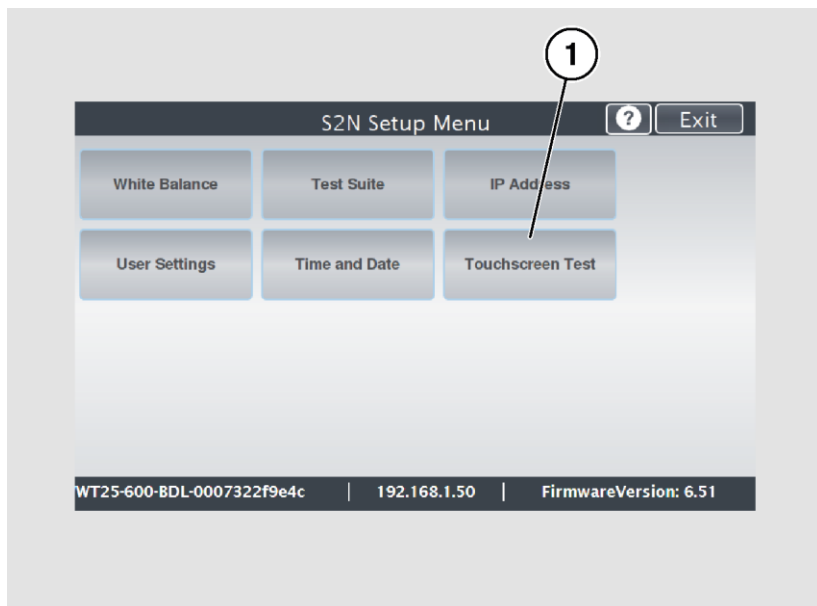 1
S2N Setup Menu ? Exit
White Balance Test Suite IP Address
User Settings Time and Date Touchscreen Test
WT25-600-BDL-0007322f9e4c | 192.168.1.50 | FirmwareVersion: 6.51